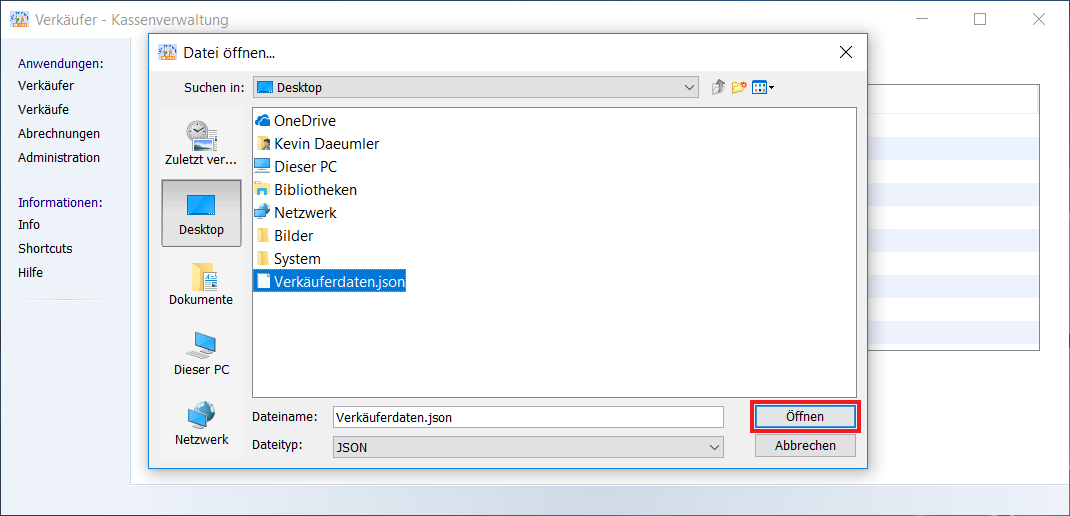 Verkäufer - Kassenverwaltung
Anwendungen:
Verkäufer
Verkäufe
Abrechnungen
Administration
Informationen:
Info
Shortcuts
Hilfe
Datei öffnen...
Suchen in:
Desktop
Zuletzt ver...
Desktop
Dokumente
Dieser PC
Netzwerk
OneDrive
Kevin Daeumler
Dieser PC
Bibliotheken
Netzwerk
Bilder
System
Verkäuferdaten.json
Dateiname:
Verkäuferdaten.json
Öffnen
Dateityp:
JSON
Abbrechen